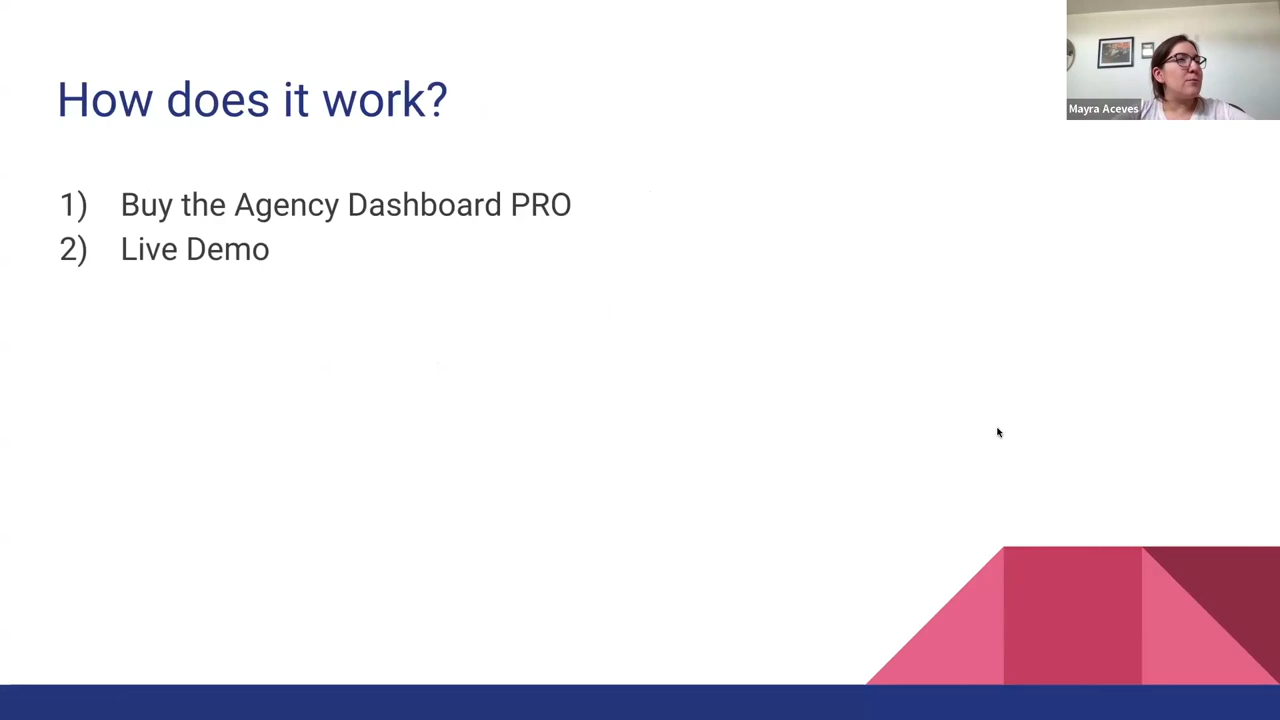 How does it work?
1) Buy the Agency Dashboard PRO
2) Live Demo
Mayra Aceves